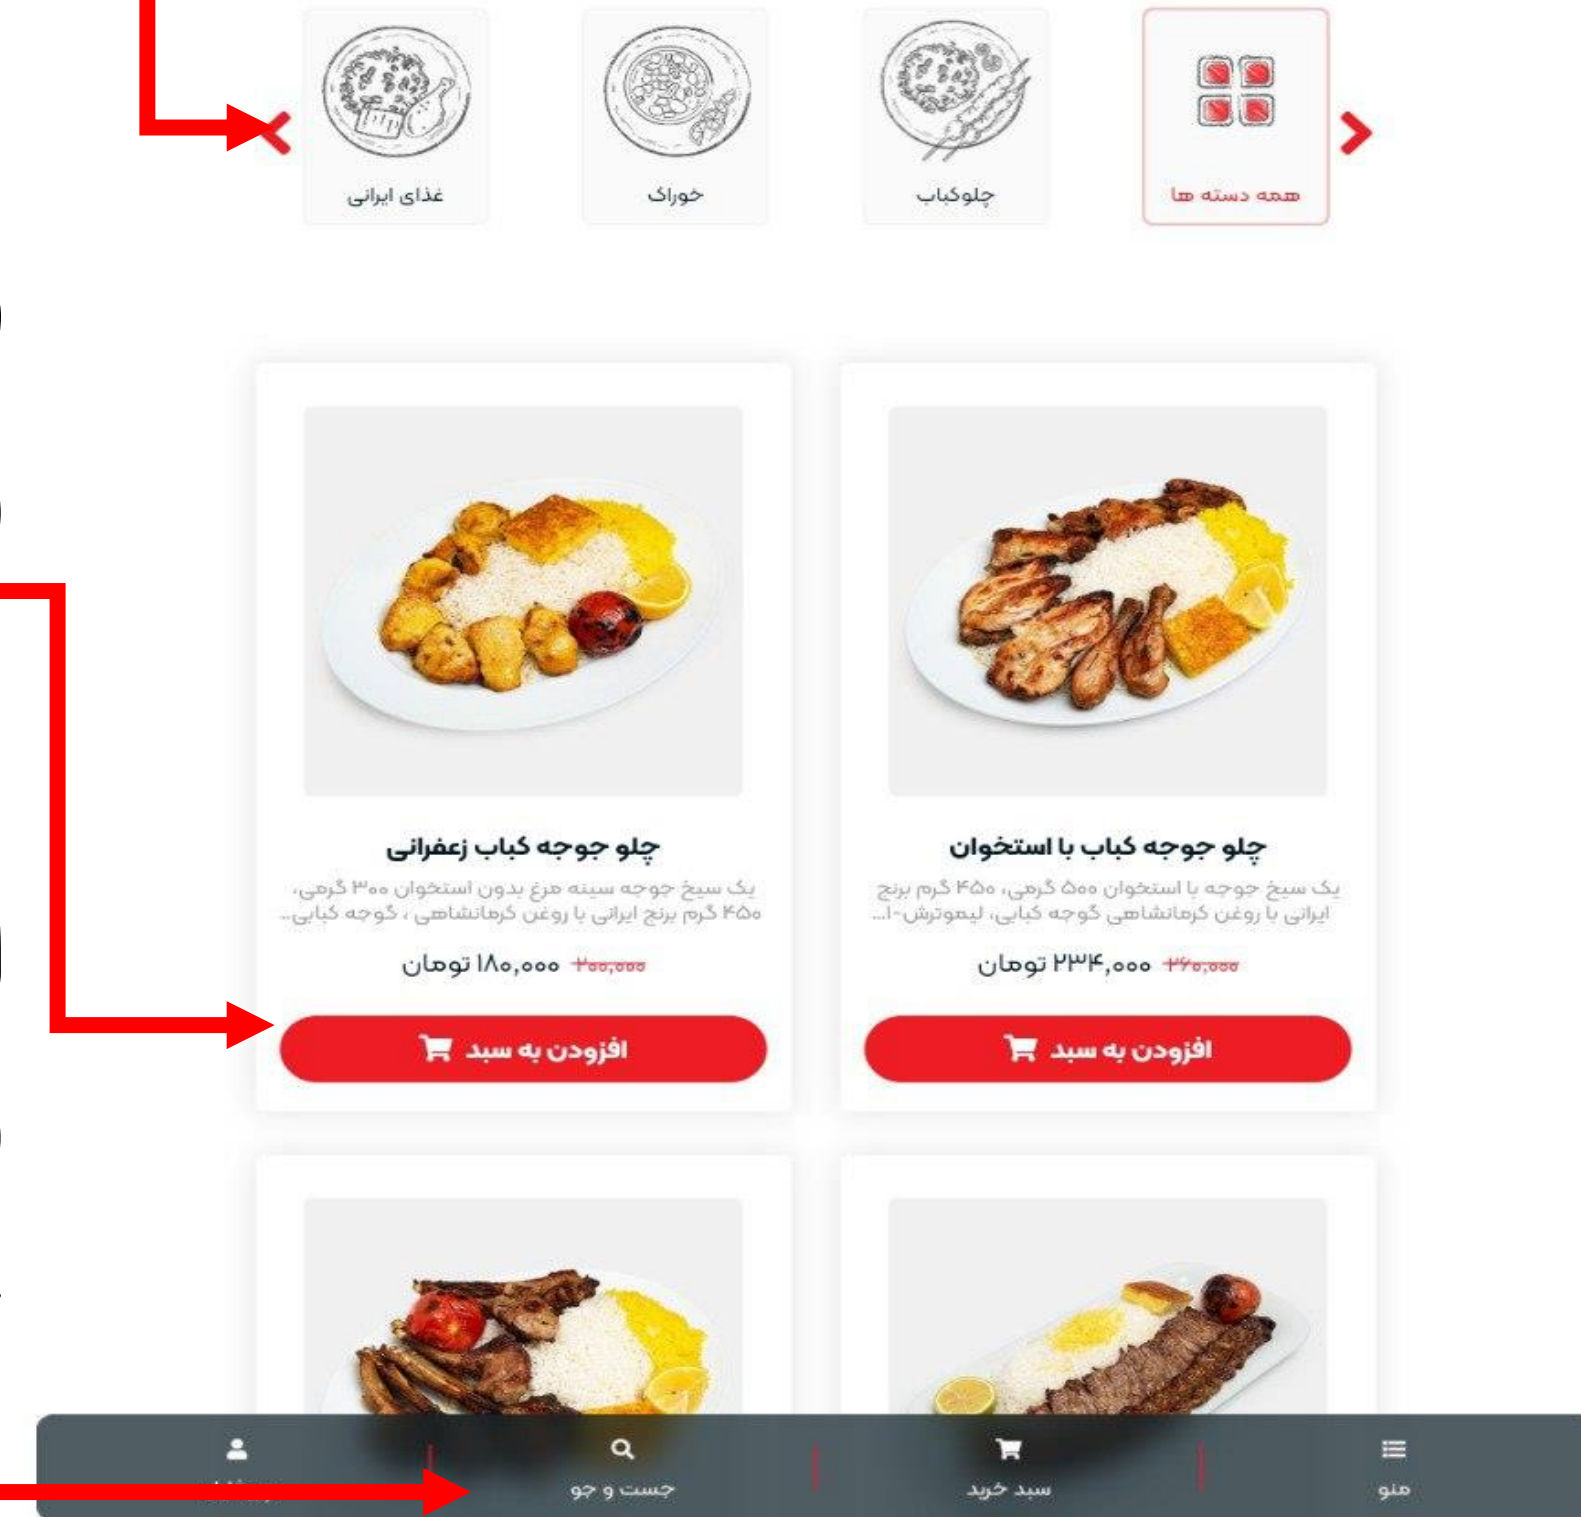 همه دسته ها
چلوکباب
خوراک
غذای ایرانی
چلو جوجه کباب با استخوان
یک سیخ جوجه با استخوان ۵۰۰ گرمی، ۴۵۰ گرم برنج
ایرانی با روغن کرمانشاهی گوجه کبابی، لیموترش-ا...
۲۶۰,۰۰۰ ۲۳۴,۰۰۰ تومان
افزودن به سبد
چلو جوجه کباب زعفرانی
یک سیخ جوجه سینه مرغ بدون استخوان ۳۰۰ گرمی،
۴۵۰ گرم برنج ایرانی با روغن کرمانشاهی ، گوجه کبابی...
۲۰۰,۰۰۰ ۱۸۰,۰۰۰ تومان
افزودن به سبد
منو
سبد خرید
جست و جو